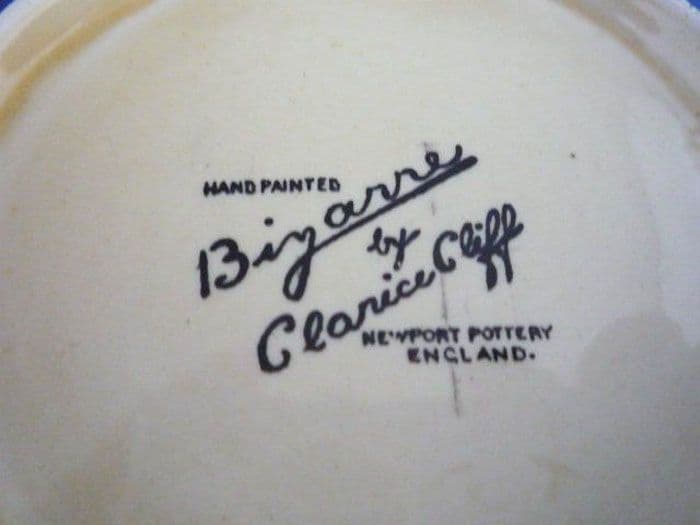 HAND PAINTED
Bizarre
by
Clarice Cliff
NEWPORT POTTERY
ENGLAND.